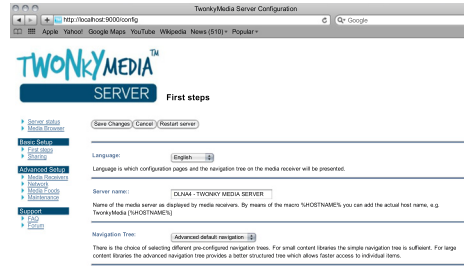 TwonkyMedia Server Configuration
http://localhost:9000/config
Google
Apple Yahoo! Google Maps YouTube Wikipedia News (510) Popular
TWONKY MEDIA TM
SERVER
First steps
Server status
Media Browser
Save Changes Cancel Restart server
Basic Setup
First steps
Sharing
Advanced Setup
Media Receivers
Network
Media Feeds
Maintenance
Support
FAQ
Forum
Language: English
Language in which configuration pages and the navigation tree on the media receiver will be presented.
Server name:: DLNA4 - TWONKY MEDIA SERVER
Name of the media server as displayed by media receivers. By means of the macro %HOSTNAME% you can add the actual host name, e.g.
TwonkyMedia [%HOSTNAME%]
Navigation Tree: Advanced default navigation
There is the choice of selecting different pre-configured navigation trees. For small content libraries the simple navigation tree is sufficient. For large
content libraries the advanced navigation tree provides a better structured tree which allows faster access to individual items.